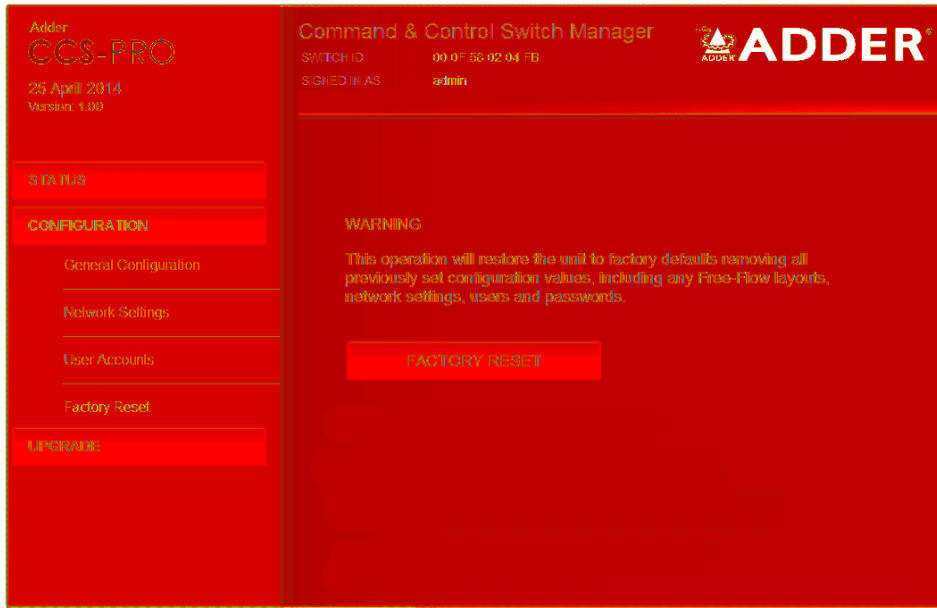 Adder
CCS-PRO
25 April 2014
Version: 1.00
STATUS
CONFIGURATION
General Configuration
Network Settings
User Accounts
Factory Reset
UPGRADE
Command & Control Switch Manager
SWITCH ID : 00 0F 58 02 04 FB
SIGNED IN AS : admin
ADDER
ADDER®
WARNING
This operation will restore the unit to factory defaults removing all
previously set configuration values, including any Free-Flow layouts,
network settings, users and passwords.
FACTORY RESET